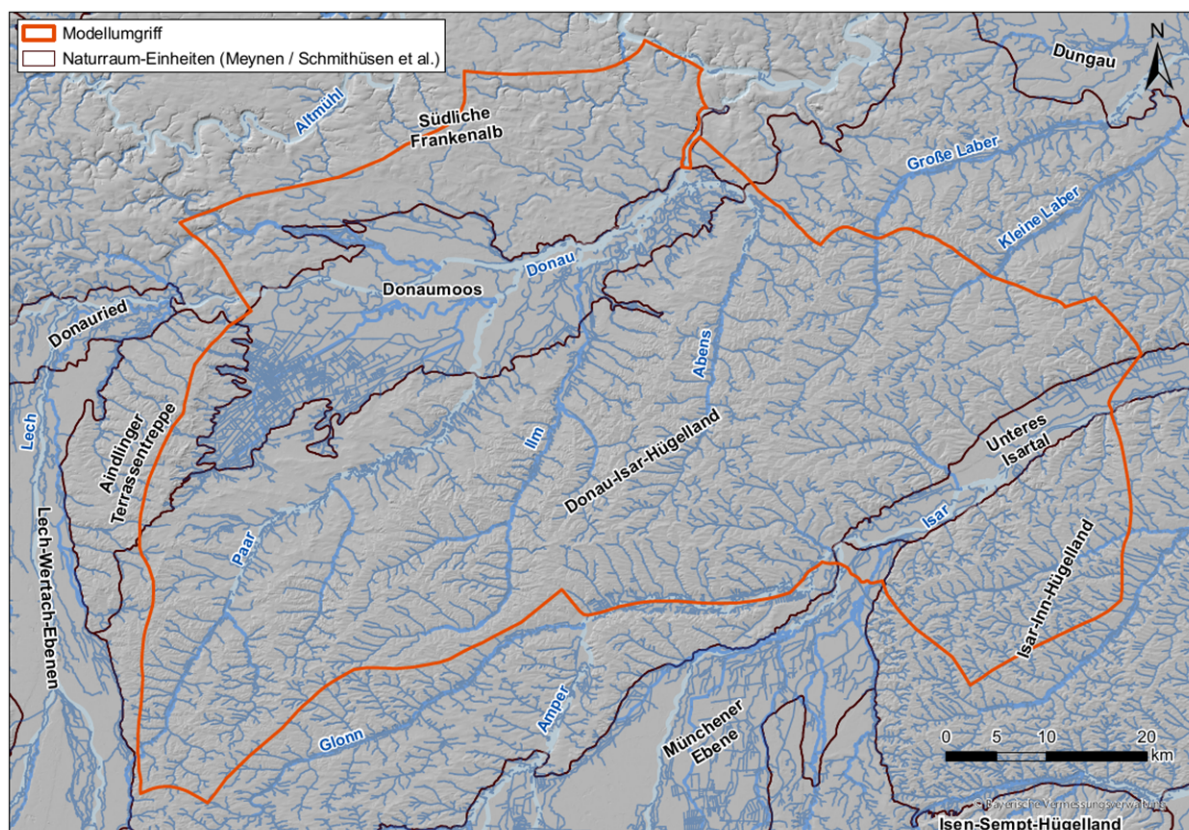 Modellumgriff
Naturraum-Einheiten (Meynen / Schmithüsen et al.)
N
Dungau
Altmühl
Südliche
Frankenalb
Große Laber
Kleine Laber
Donau
Donaumoos
Donauried
Abens
Lech
Aindlinger
Terrassentreppe
Ilm
Donau-Isar-Hügelland
Unteres
Isartal
Isar
Paar
Lech-Wertach-Ebenen
Isar-Inn-Hügelland
Amper
Glonn
Münchener
Ebene
0 5 10 20
km
© Bayerische Vermessungsverwaltung
Isen-Sempt-Hügelland